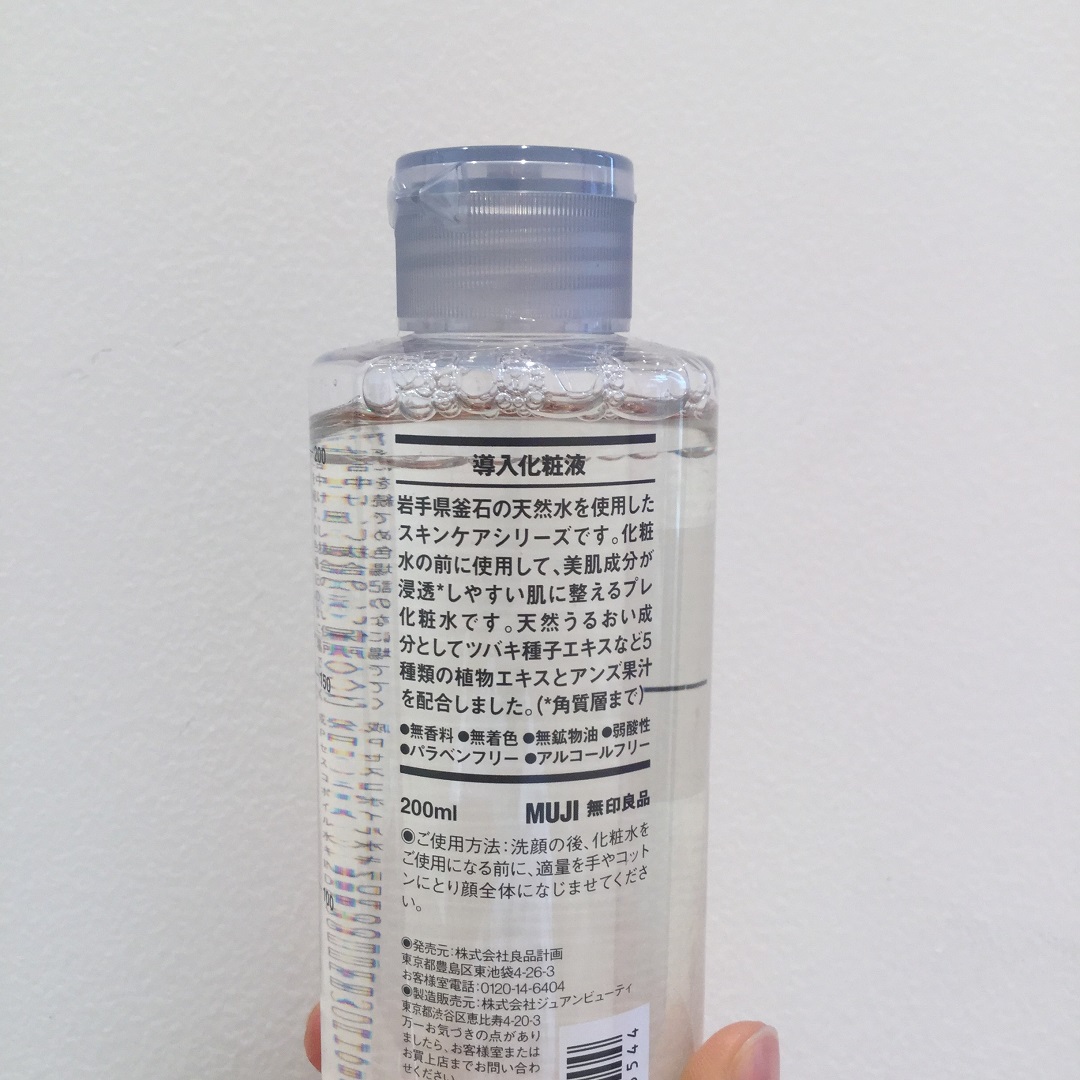 導入化粧液
岩手県釜石の天然水を使用した
スキンケアシリーズです。化粧
水の前に使用して、美肌成分が
浸透*しやすい肌に整えるプレ
化粧水です。天然うるおい成
分としてツバキ種子エキスなど5
種類の植物エキスとアンズ果汁
を配合しました。(*角質層まで)
●無香料 ●無着色 ●無鉱物油 ●弱酸性
●パラベンフリー ●アルコールフリー
200ml MUJI 無印良品
◉ご使用方法:洗顔の後、化粧水を
ご使用になる前に、適量を手やコット
ンにとり顔全体になじませてくださ
い。
◉発売元:株式会社良品計画
東京都豊島区東池袋4-26-3
お客様室電話:0120-14-6404
◉製造販売元:株式会社ジュアンビューティ
東京都渋谷区恵比寿4-20-3
万一お気づきの点があり
ましたら、お客様室または
お買上店までお問い合わ
せください。
200
150
100
544